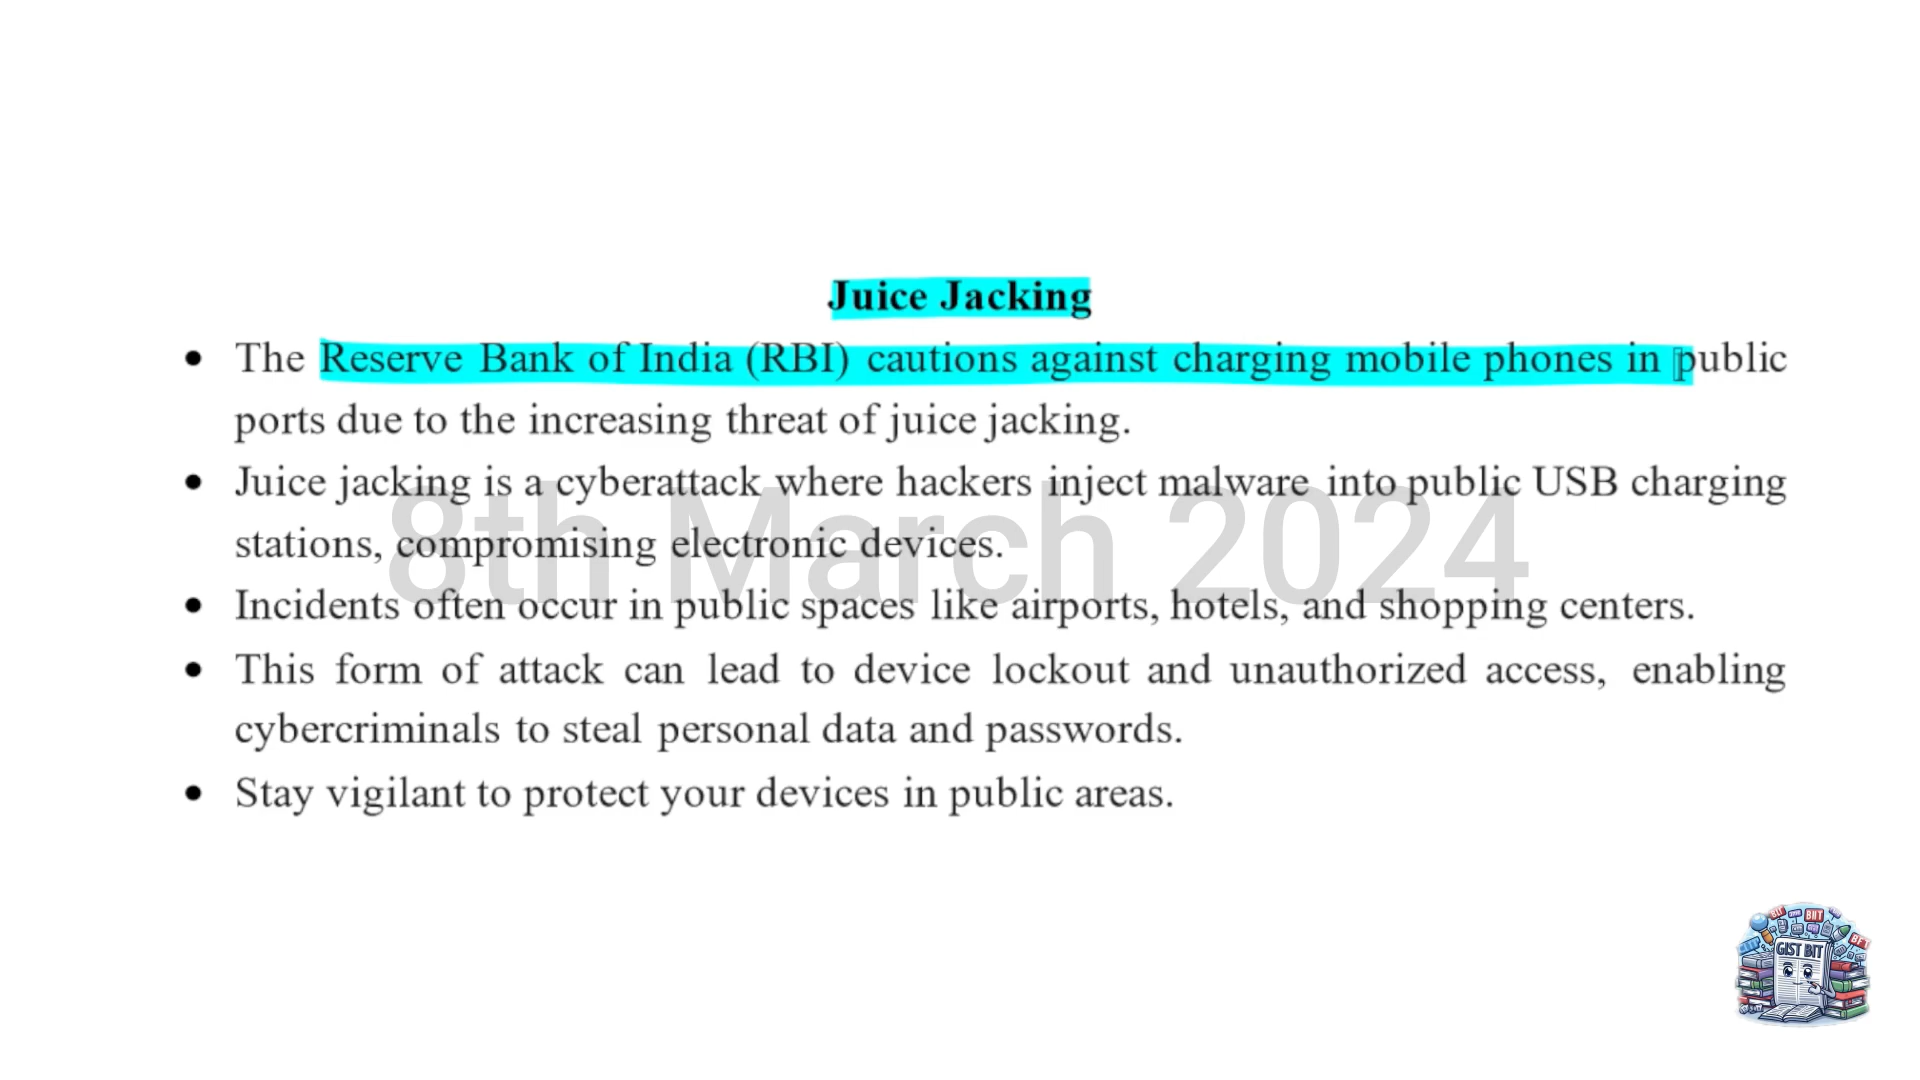 Juice Jacking
• The Reserve Bank of India (RBI) cautions against charging mobile phones in public
ports due to the increasing threat of juice jacking.
• Juice jacking is a cyberattack where hackers inject malware into public USB charging
stations, compromising electronic devices.
8th March 2024
• Incidents often occur in public spaces like airports, hotels, and shopping centers.
• This form of attack can lead to device lockout and unauthorized access, enabling
cybercriminals to steal personal data and passwords.
• Stay vigilant to protect your devices in public areas.
GIST BIT